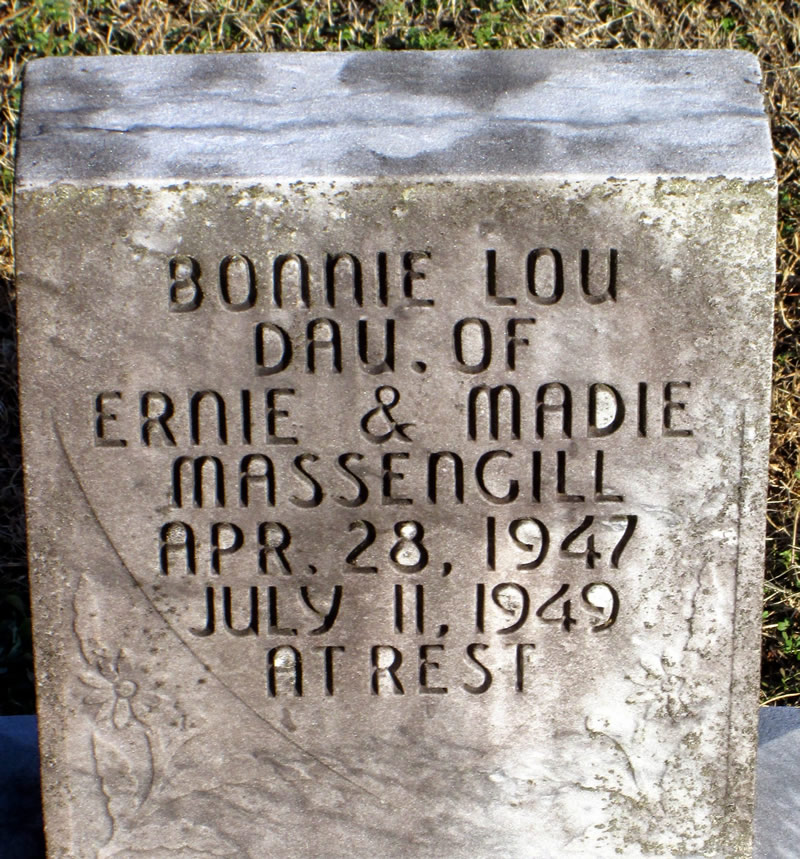 BONNIE LOU
DAU. OF
ERNIE & MADIE
MASSENGILL
APR. 28, 1947
JULY 11, 1949
AT REST